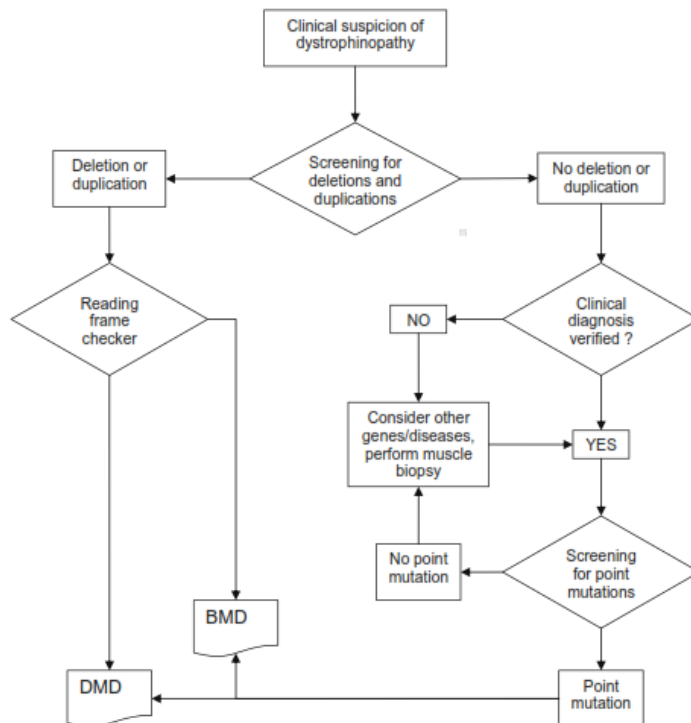 Clinical suspicion of
dystrophinopathy
Deletion or
duplication
Screening for
deletions and
duplications
No deletion or
duplication
Reading
frame
checker
NO
Clinical
diagnosis
verified ?
Consider other
genes/diseases,
perform muscle
biopsy
YES
No point
mutation
Screening
for point
mutations
BMD
DMD
Point
mutation